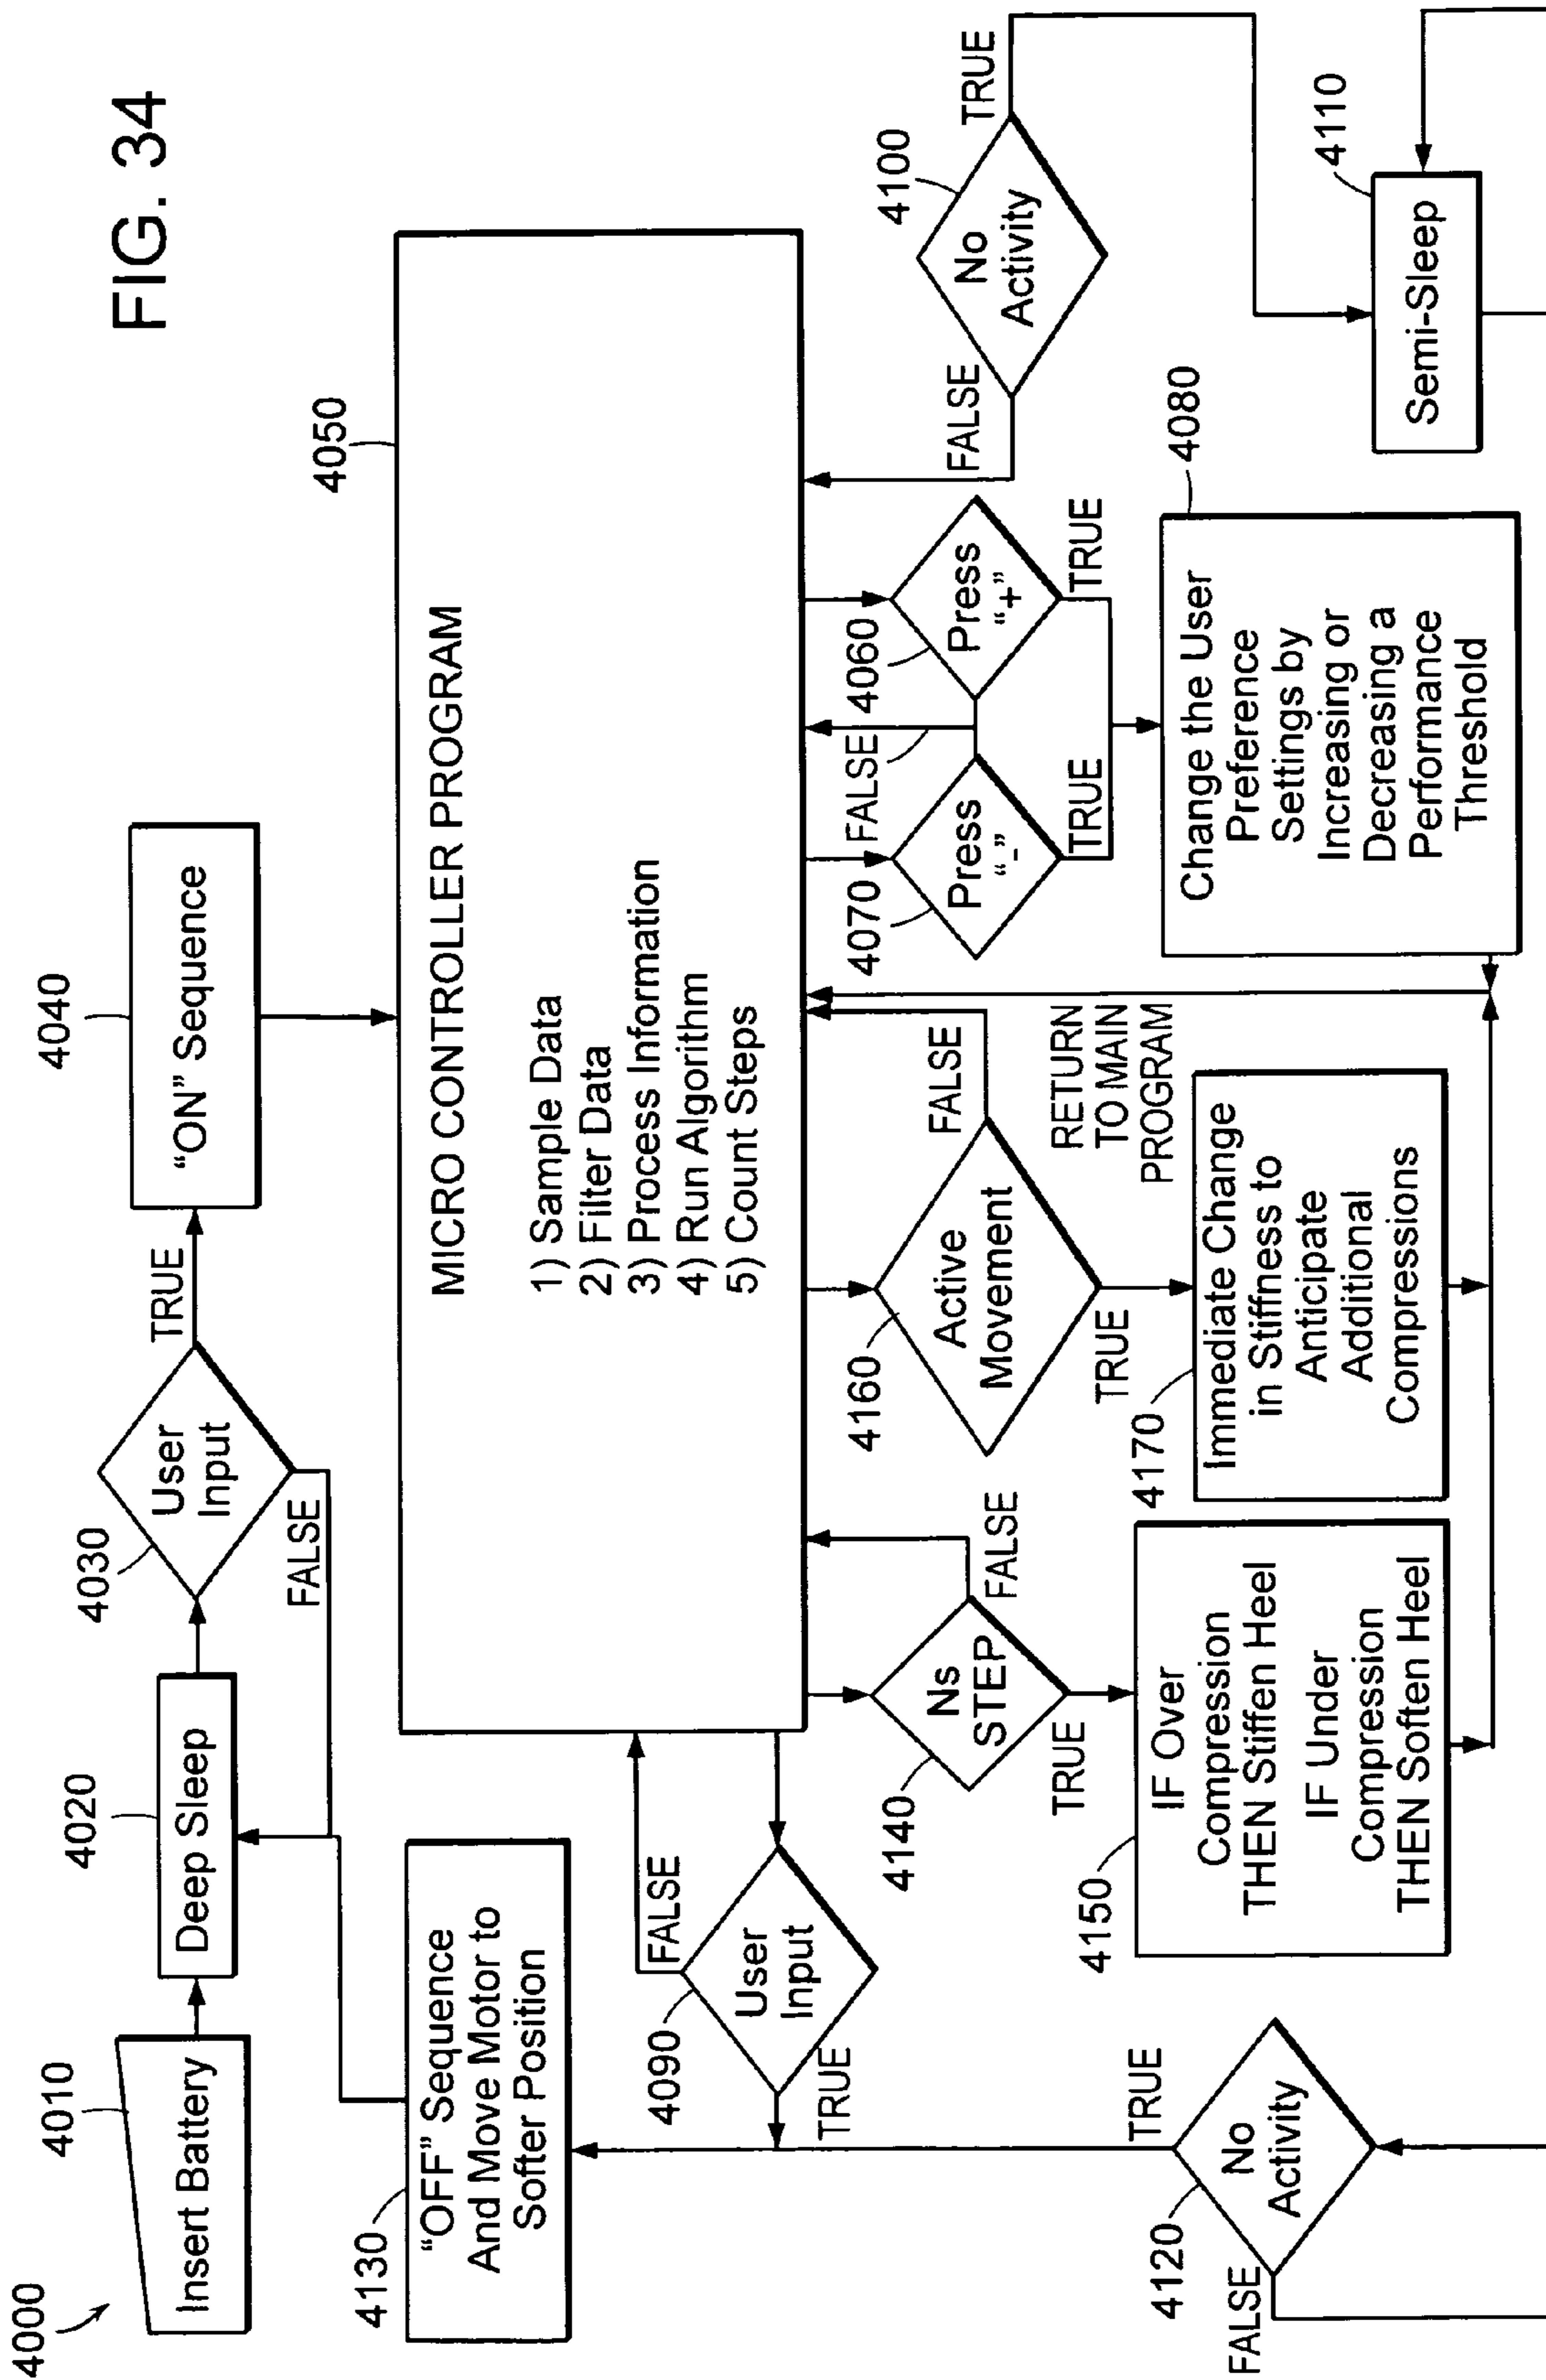 FIG. 34
4000
4010
Insert Battery
4020
Deep Sleep
4030
User
Input
TRUE
FALSE
4040
“ON” Sequence
4050
MICRO CONTROLLER PROGRAM
1) Sample Data
2) Filter Data
3) Process Information
4) Run Algorithm
5) Count Steps
4130
“OFF” Sequence
And Move Motor to
Softer Position
4090
User
Input
FALSE
TRUE
4140
Ns
STEP
FALSE
TRUE
4150
IF Over
Compression
THEN Stiffen Heel
IF Under
Compression
THEN Soften Heel
4160
Active
Movement
FALSE
TRUE
4170
Immediate Change
in Stiffness to
Anticipate
Additional
Compressions
RETURN
TO MAIN
PROGRAM
4070
Press
“-”
FALSE
TRUE
4060
Press
“+”
TRUE
4080
Change the User
Preference
Settings by
Increasing or
Decreasing a
Performance
Threshold
4100
No
Activity
FALSE
TRUE
4110
Semi-Sleep
4120
No
Activity
FALSE
TRUE